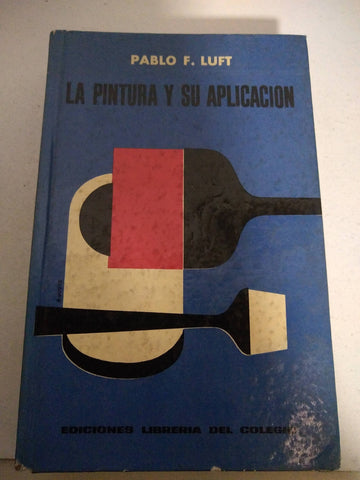 PABLO F. LUFT
LA PINTURA Y SU APLICACION
EDICIONES LIBRERIA DEL COLEGIO